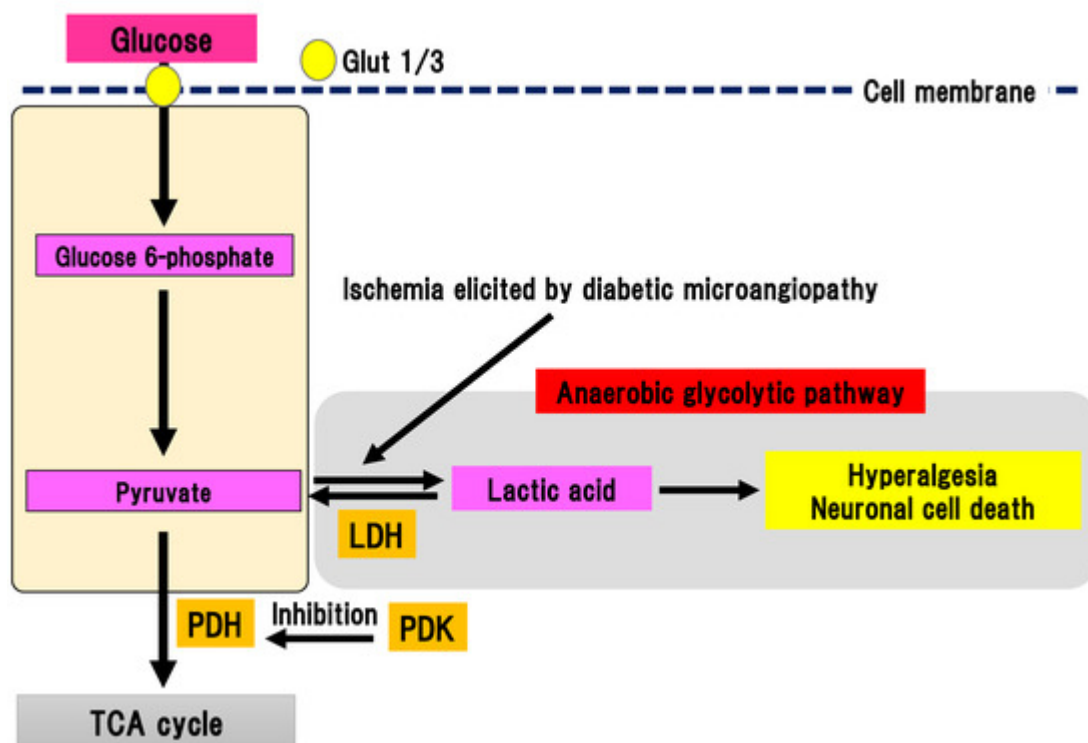 Glucose
Glut 1/3
Cell membrane
Glucose 6-phosphate
Ischemia elicited by diabetic microangiopathy
Anaerobic glycolytic pathway
Pyruvate
Lactic acid
Hyperalgesia
Neuronal cell death
LDH
PDH
Inhibition
PDK
TCA cycle